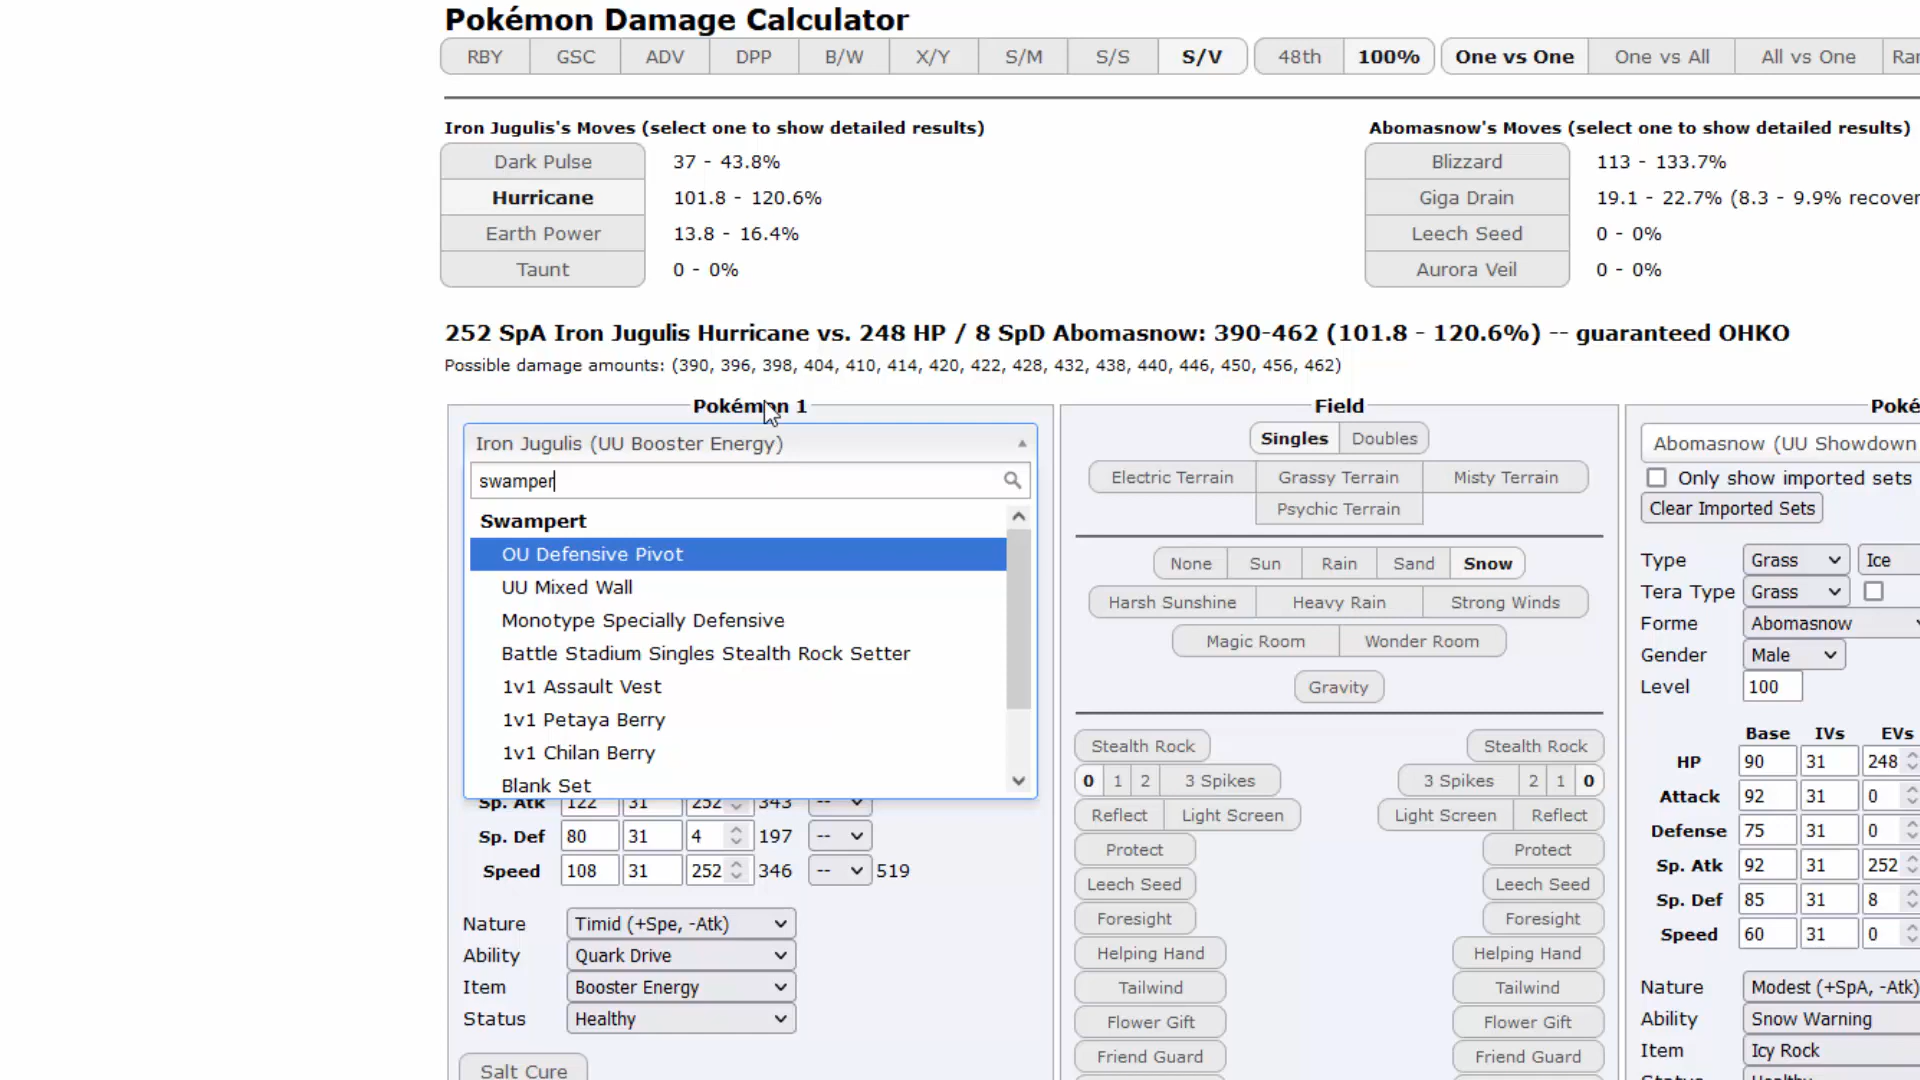 Pokémon Damage Calculator
RBY GSC ADV DPP B/W X/Y S/M S/S S/V 48th 100% One vs One One vs All All vs One Ra
Iron Jugulis's Moves (select one to show detailed results)
Dark Pulse 37 - 43.8%
Hurricane 101.8 - 120.6%
Earth Power 13.8 - 16.4%
Taunt 0 - 0%
Abomasnow's Moves (select one to show detailed results)
Blizzard 113 - 133.7%
Giga Drain 19.1 - 22.7% (8.3 - 9.9% recover
Leech Seed 0 - 0%
Aurora Veil 0 - 0%
252 SpA Iron Jugulis Hurricane vs. 248 HP / 8 SpD Abomasnow: 390-462 (101.8 - 120.6%) -- guaranteed OHKO
Possible damage amounts: (390, 396, 398, 404, 410, 414, 420, 422, 428, 432, 438, 440, 446, 450, 456, 462)
Pokémon 1
Iron Jugulis (UU Booster Energy)
swamper
Swampert
OU Defensive Pivot
UU Mixed Wall
Monotype Specially Defensive
Battle Stadium Singles Stealth Rock Setter
1v1 Assault Vest
1v1 Petaya Berry
1v1 Chilan Berry
Blank Set
Sp. Atk 122 31 252 343 --
Sp. Def 80 31 4 197 --
Speed 108 31 252 346 -- 519
Nature Timid (+Spe, -Atk)
Ability Quark Drive
Item Booster Energy
Status Healthy
Salt Cure
Field
Singles Doubles
Electric Terrain Grassy Terrain Misty Terrain
Psychic Terrain
None Sun Rain Sand Snow
Harsh Sunshine Heavy Rain Strong Winds
Magic Room Wonder Room
Gravity
Stealth Rock Stealth Rock
0 1 2 3 Spikes 3 Spikes 2 1 0
Reflect Light Screen Light Screen Reflect
Protect Protect
Leech Seed Leech Seed
Foresight Foresight
Helping Hand Helping Hand
Tailwind Tailwind
Flower Gift Flower Gift
Friend Guard Friend Guard
Poké
Abomasnow (UU Showdown
Only show imported sets
Clear Imported Sets
Type Grass Ice
Tera Type Grass
Forme Abomasnow
Gender Male
Level 100
Base IVs EVs
HP 90 31 248
Attack 92 31 0
Defense 75 31 0
Sp. Atk 92 31 252
Sp. Def 85 31 8
Speed 60 31 0
Nature Modest (+SpA, -Atk)
Ability Snow Warning
Item Icy Rock